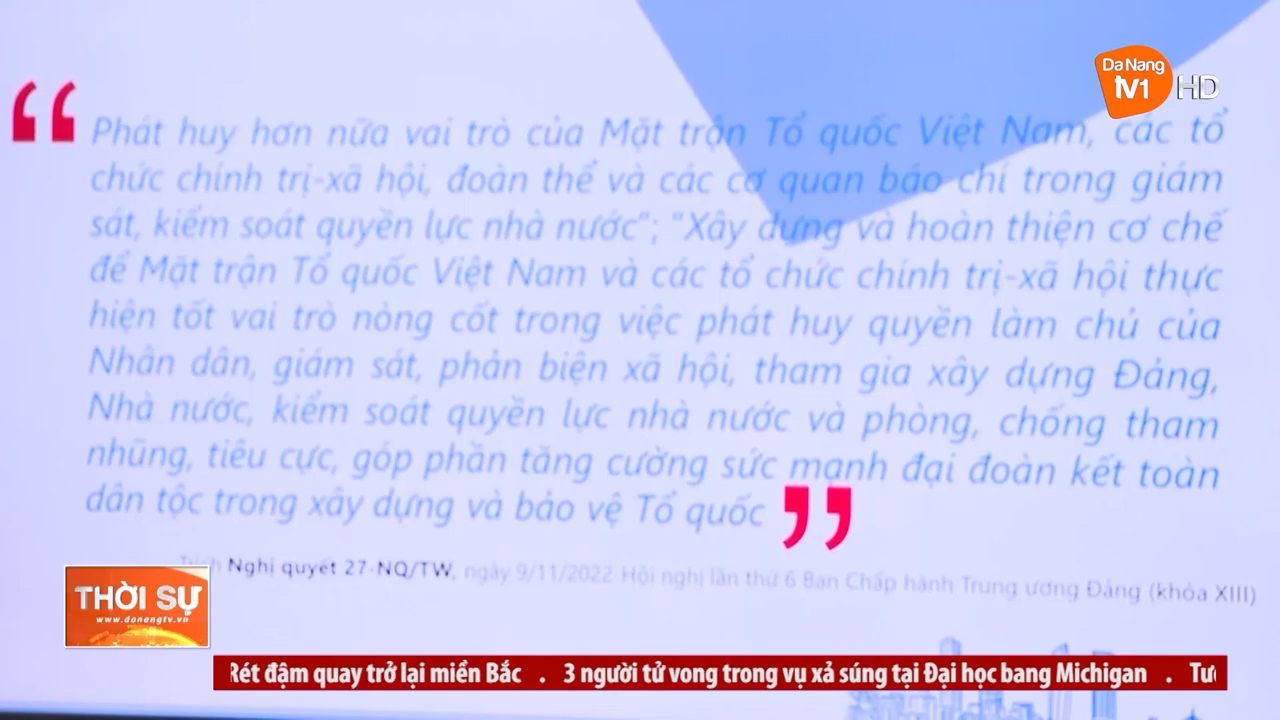 Da Nang
TV1 HD
“Phát huy hơn nữa vai trò của Mặt trận Tổ quốc Việt Nam, các tổ
chức chính trị-xã hội, đoàn thể và các cơ quan báo chí trong giám
sát, kiểm soát quyền lực nhà nước”; “Xây dựng và hoàn thiện cơ chế
để Mặt trận Tổ quốc Việt Nam và các tổ chức chính trị-xã hội thực
hiện tốt vai trò nòng cốt trong việc phát huy quyền làm chủ của
Nhân dân, giám sát, phản biện xã hội, tham gia xây dựng Đảng,
Nhà nước, kiểm soát quyền lực nhà nước và phòng, chống tham
nhũng, tiêu cực, góp phần tăng cường sức mạnh đại đoàn kết toàn
dân tộc trong xây dựng và bảo vệ Tổ quốc”
Trích Nghị quyết 27-NQ/TW, ngày 9/11/2022 Hội nghị lần thứ 6 Ban Chấp hành Trung ương Đảng (khóa XIII)
THỜI SỰ
www.danangtv.vn
Rét đậm quay trở lại miền Bắc . 3 người tử vong trong vụ xả súng tại Đại học bang Michigan .